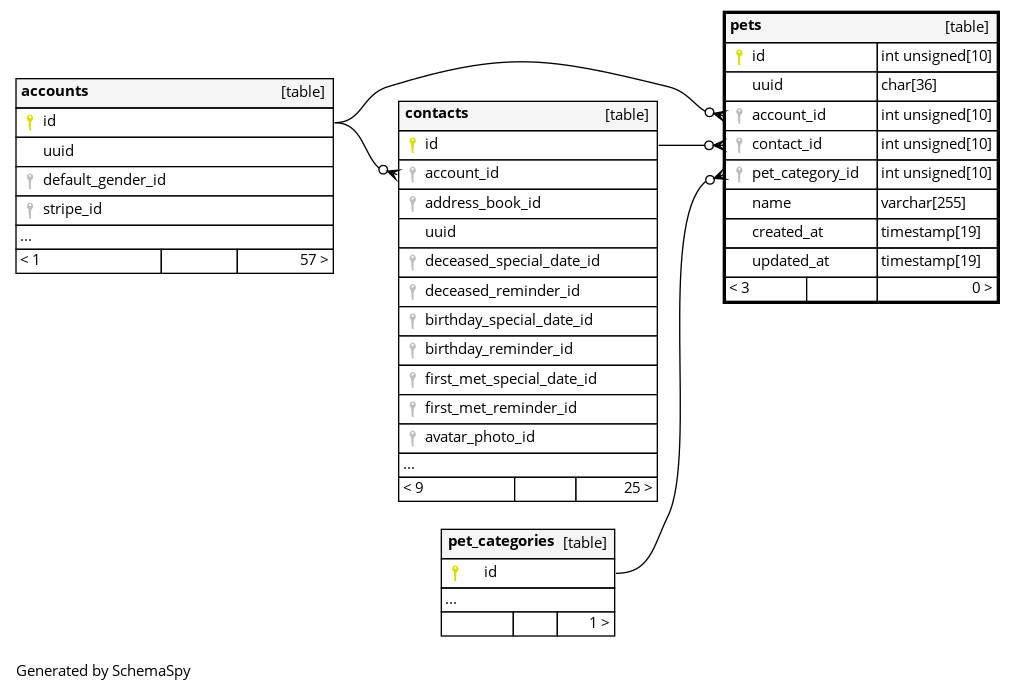 accounts [table]
id
uuid
default_gender_id
stripe_id
...
< 1 57 >
contacts [table]
id
account_id
address_book_id
uuid
deceased_special_date_id
deceased_reminder_id
birthday_special_date_id
birthday_reminder_id
first_met_special_date_id
first_met_reminder_id
avatar_photo_id
...
< 9 25 >
pet_categories [table]
id
...
1 >
pets [table]
id int unsigned[10]
uuid char[36]
account_id int unsigned[10]
contact_id int unsigned[10]
pet_category_id int unsigned[10]
name varchar[255]
created_at timestamp[19]
updated_at timestamp[19]
< 3 0 >
Generated by SchemaSpy